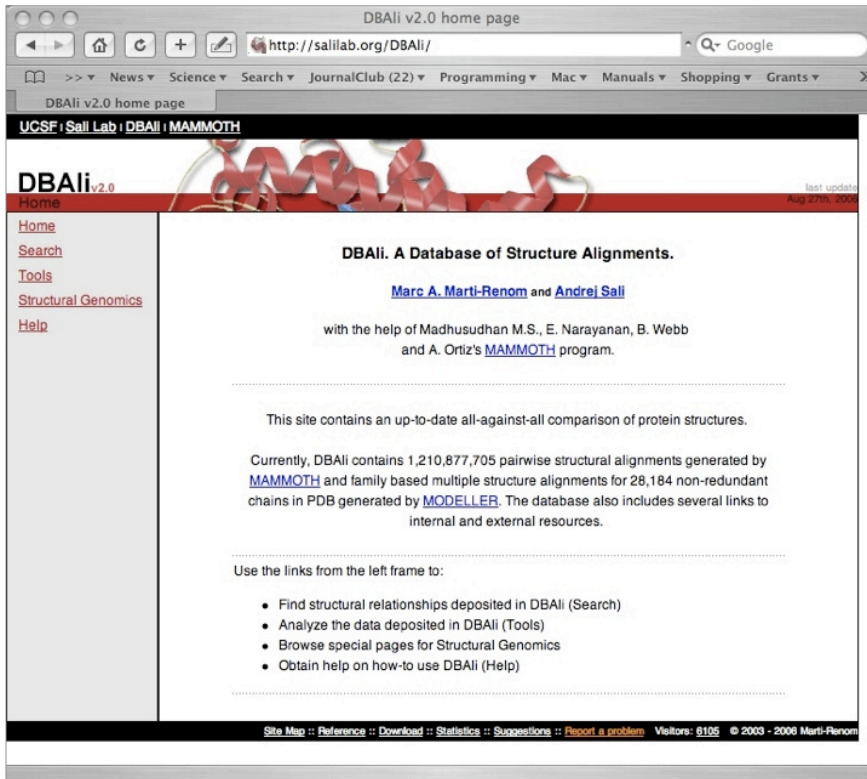 DBAli v2.0 home page
http://salilab.org/DBAli/
Google
>> News Science Search JournalClub (22) Programming Mac Manuals Shopping Grants
DBAli v2.0 home page
UCSF | Sali Lab | DBAli | MAMMOTH
DBAli v2.0
last update
Home
Aug 27th, 2006
Home
Search
Tools
Structural Genomics
Help
DBAli. A Database of Structure Alignments.
Marc A. Marti-Renom and Andrej Sali
with the help of Madhusudhan M.S., E. Narayanan, B. Webb
and A. Ortiz's MAMMOTH program.
This site contains an up-to-date all-against-all comparison of protein structures.
Currently, DBAli contains 1,210,877,705 pairwise structural alignments generated by
MAMMOTH and family based multiple structure alignments for 28,184 non-redundant
chains in PDB generated by MODELLER. The database also includes several links to
internal and external resources.
Use the links from the left frame to:
• Find structural relationships deposited in DBAli (Search)
• Analyze the data deposited in DBAli (Tools)
• Browse special pages for Structural Genomics
• Obtain help on how-to use DBAli (Help)
Site Map :: Reference :: Download :: Statistics :: Suggestions :: Report a problem Visitors: 6105 © 2003 - 2006 Marti-Renom